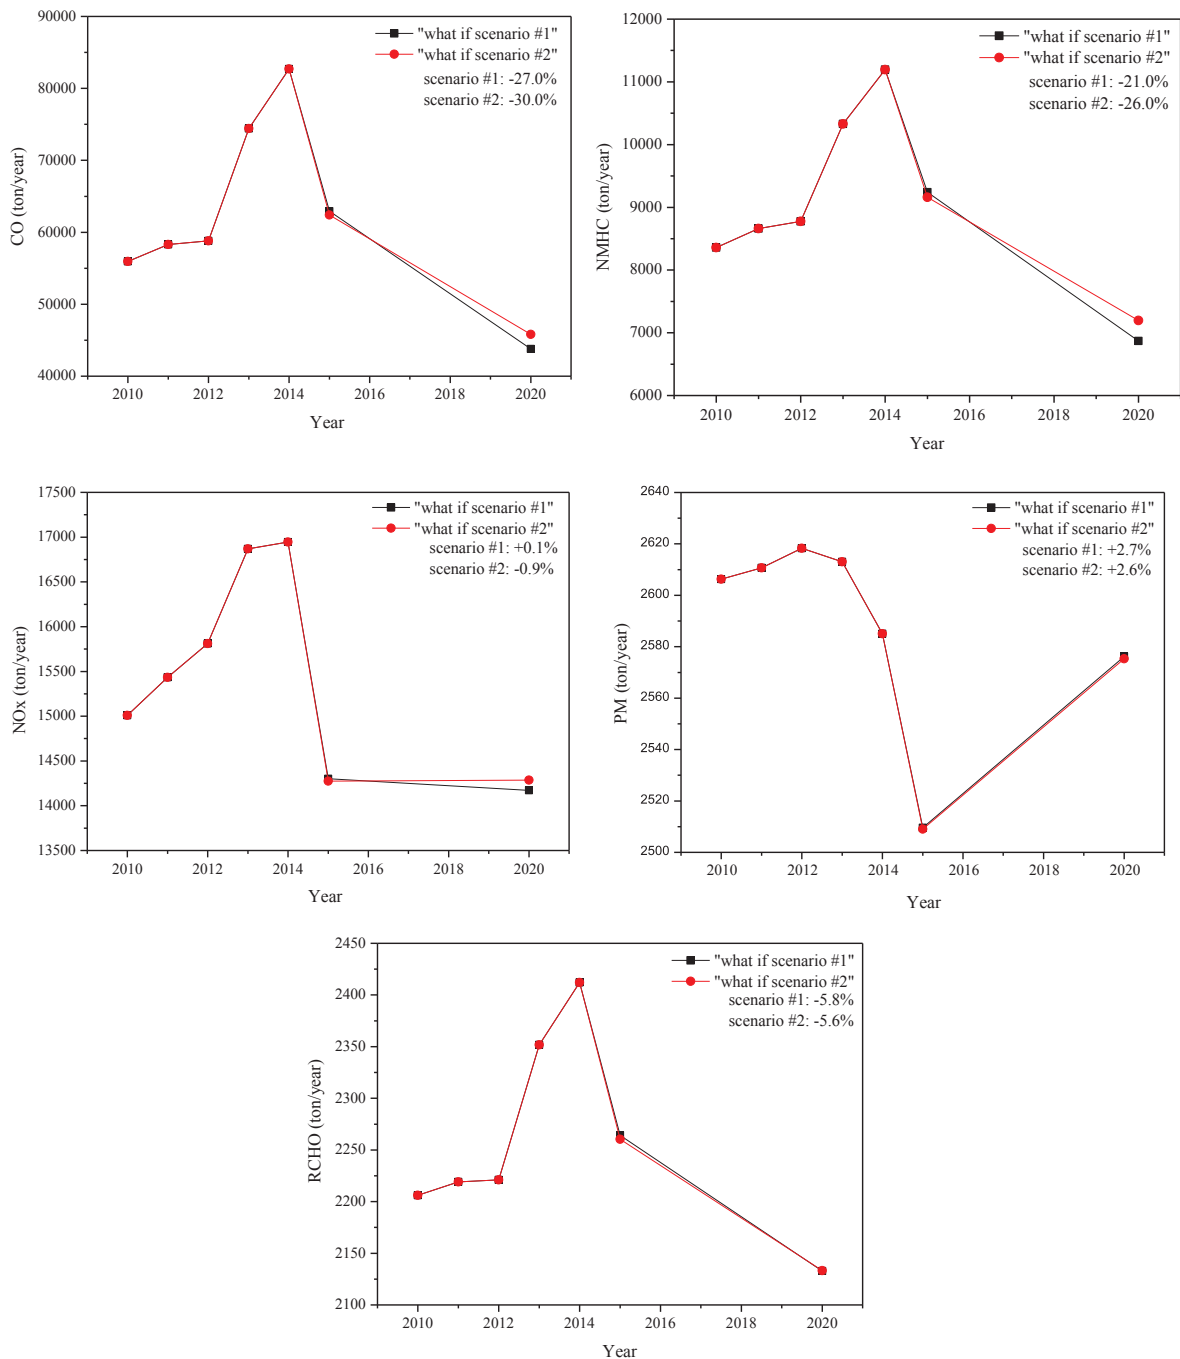 90000
80000
70000
60000
50000
40000
CO (ton/year)
"what if scenario #1"
"what if scenario #2"
scenario #1: -27.0%
scenario #2: -30.0%
2010 2012 2014 2016 2018 2020
Year
12000
11000
10000
9000
8000
7000
6000
NMHC (ton/year)
"what if scenario #1"
"what if scenario #2"
scenario #1: -21.0%
scenario #2: -26.0%
2010 2012 2014 2016 2018 2020
Year
17500
17000
16500
16000
15500
15000
14500
14000
13500
NOx (ton/year)
"what if scenario #1"
"what if scenario #2"
scenario #1: +0.1%
scenario #2: -0.9%
2010 2012 2014 2016 2018 2020
Year
2640
2620
2600
2580
2560
2540
2520
2500
PM (ton/year)
"what if scenario #1"
"what if scenario #2"
scenario #1: +2.7%
scenario #2: +2.6%
2010 2012 2014 2016 2018 2020
Year
2450
2400
2350
2300
2250
2200
2150
2100
RCHO (ton/year)
"what if scenario #1"
"what if scenario #2"
scenario #1: -5.8%
scenario #2: -5.6%
2010 2012 2014 2016 2018 2020
Year